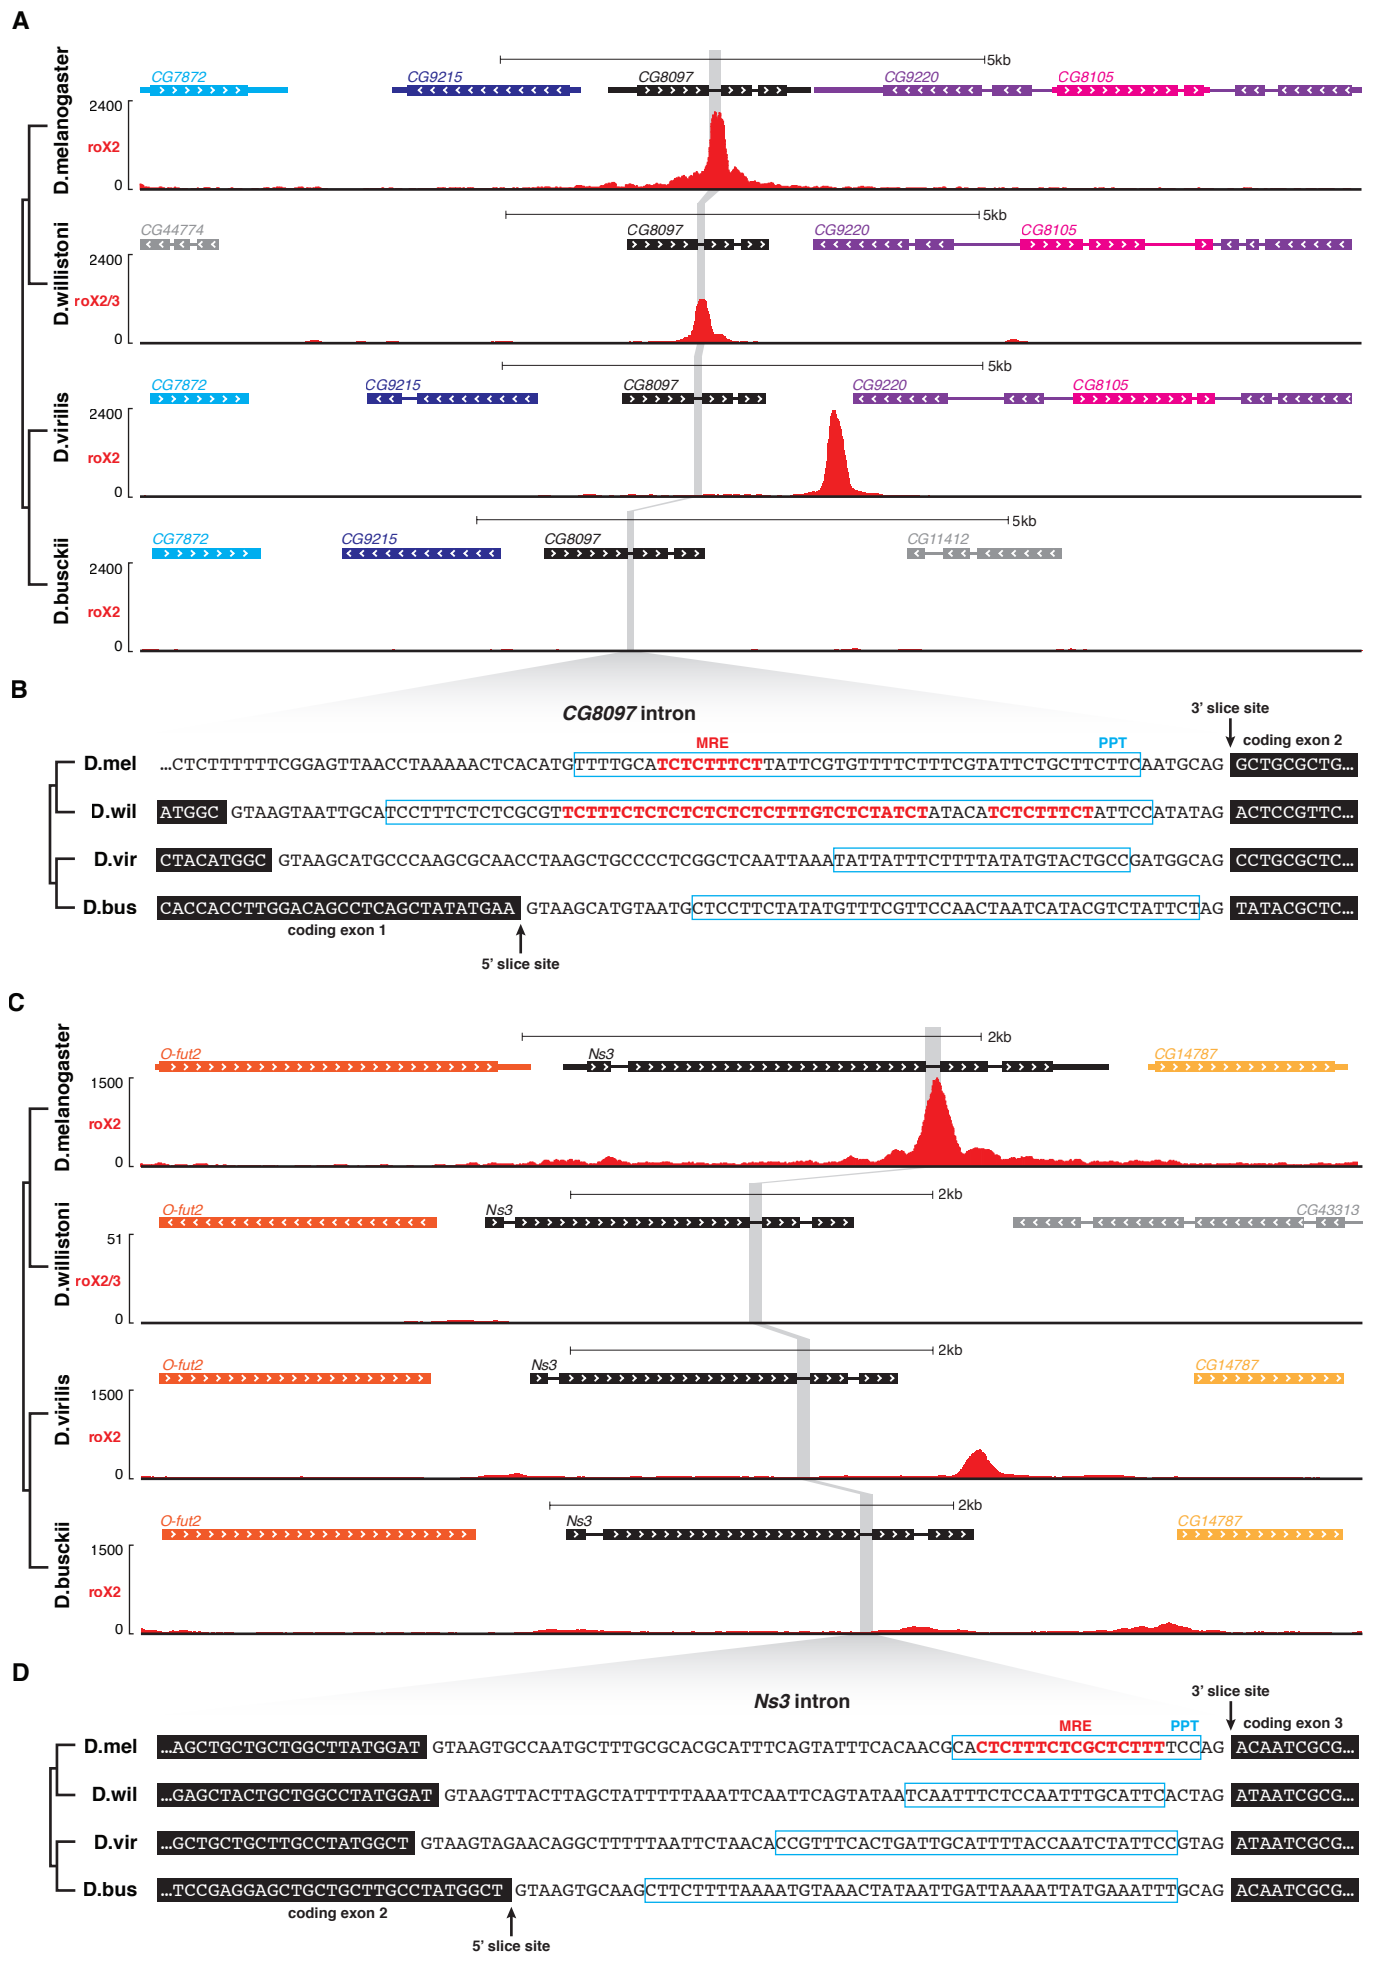 A
D.melanogaster
5kb
CG7872 CG9215 CG8097 CG9220 CG8105
2400
roX2
0
D.willistoni
5kb
CG44774 CG8097 CG9220 CG8105
2400
roX2/3
0
D.virilis
5kb
CG7872 CG9215 CG8097 CG9220 CG8105
2400
roX2
0
D.busckii
5kb
CG7872 CG9215 CG8097 CG11412
2400
roX2
0
B
CG8097 intron
3’ slice site
MRE PPT coding exon 2
D.mel ...CTCTTTTTTCGGAGTTAACCTAAAAACTCACATGTTTTGCATCTCTTTCTTATTCGTGTTTTCTTTCGTATTCTGCTTCTTCAATGCAG GCTGCGCTG...
D.wil ATGGC GTAAGTAATTGCATCCTTTCTCTCGCGTTCTTTCTCTCTCTCTCTCTTTGTCTCTATCTATACATCTCTTTCTATTCCATATAG ACTCCGTTC...
D.vir CTACATGGC GTAAGCATGCCCAAGCGCAACCTAAGCTGCCCCTCGGCTCAATTAAATATTATTTCTTTTATATGTACTGCCGATGGCAG CCTGCGCTC...
D.bus CACCACCTTGGACAGCCTCAGCTATATGAA GTAAGCATGTAATGCTCCTTCTATATGTTTCGTTCCAACTAATCATACGTCTATTCTAG TATACGCTC...
coding exon 1
5’ slice site
C
D.melanogaster
2kb
O-fut2 Ns3 CG14787
1500
roX2
0
D.willistoni
2kb
O-fut2 Ns3 CG43313
51
roX2/3
0
D.virilis
2kb
O-fut2 Ns3 CG14787
1500
roX2
0
D.busckii
2kb
O-fut2 Ns3 CG14787
1500
roX2
0
D
Ns3 intron
3’ slice site
MRE PPT coding exon 3
D.mel ...AGCTGCTGCTGGCTTATGGAT GTAAGTGCCAATGCTTTGCGCACGCATTTCAGTATTTCACAACGCACTCTTTCTCGCTCTTTTCCAG ACAATCGCG...
D.wil ...GAGCTACTGCTGGCCTATGGAT GTAAGTTACTTAGCTATTTTTAAATTCAATTCAGTATAATCAATTTCTCCAATTTGCATTCACTAG ATAATCGCG...
D.vir ...GCTGCTGCTTGCCTATGGCT GTAAGTAGAACAGGCTTTTTAATTCTAACACCGTTTCACTGATTGCATTTTACCAATCTATTCCGTAG ATAATCGCG...
D.bus ...TCCGAGGAGCTGCTGCTTGCCTATGGCT GTAAGTGCAAGCTTCTTTTAAAATGTAAACTATAATTGATTAAAATTATGAAATTTGCAG ACAATCGCG...
coding exon 2
5’ slice site